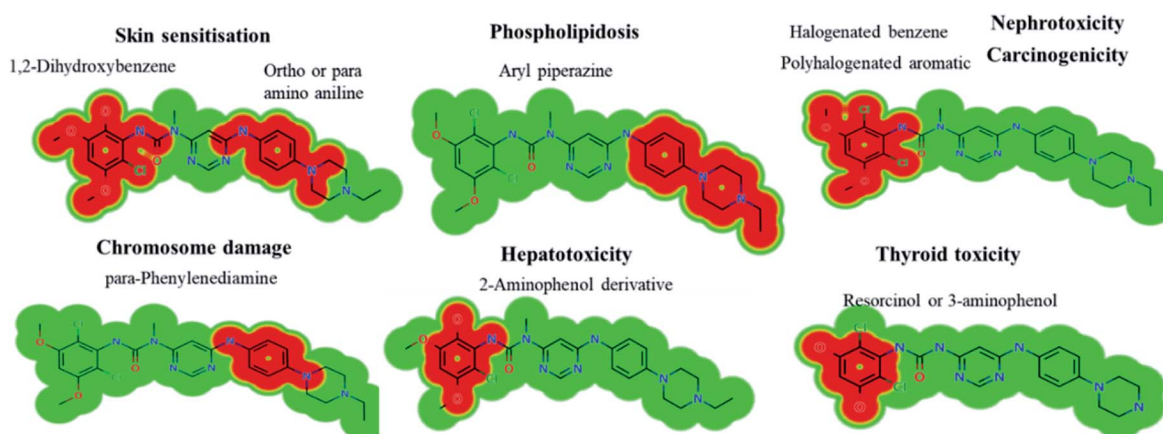 Skin sensitisation
1,2-Dihydroxybenzene
Ortho or para
amino aniline
Phospholipidosis
Aryl piperazine
Halogenated benzene
Polyhalogenated aromatic
Nephrotoxicity
Carcinogenicity
Chromosome damage
para-Phenylenediamine
Hepatotoxicity
2-Aminophenol derivative
Thyroid toxicity
Resorcinol or 3-aminophenol